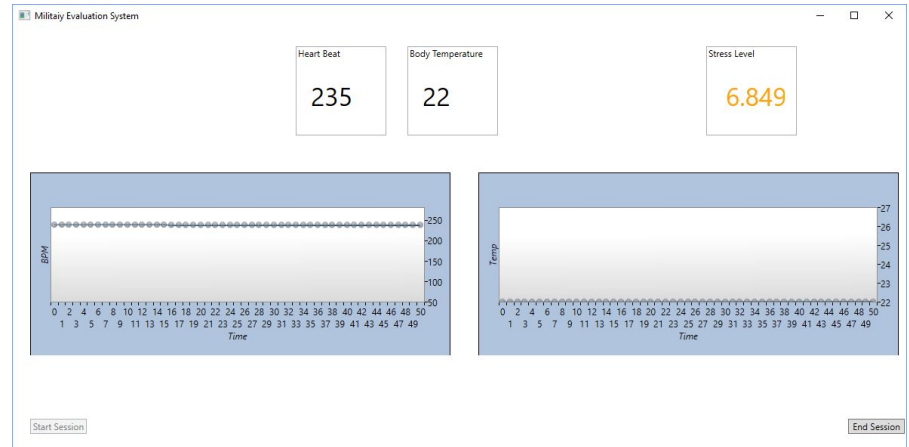 Militaiy Evaluation System
Heart Beat
235
Body Temperature
22
Stress Level
6.849
BPM
250
200
150
100
50
0 2 4 6 8 10 12 14 16 18 20 22 24 26 28 30 32 34 36 38 40 42 44 46 48 50
1 3 5 7 9 11 13 15 17 19 21 23 25 27 29 31 33 35 37 39 41 43 45 47 49
Time
Temp
27
26
25
24
23
22
0 2 4 6 8 10 12 14 16 18 20 22 24 26 28 30 32 34 36 38 40 42 44 46 48 50
1 3 5 7 9 11 13 15 17 19 21 23 25 27 29 31 33 35 37 39 41 43 45 47 49
Time
Start Session
End Session